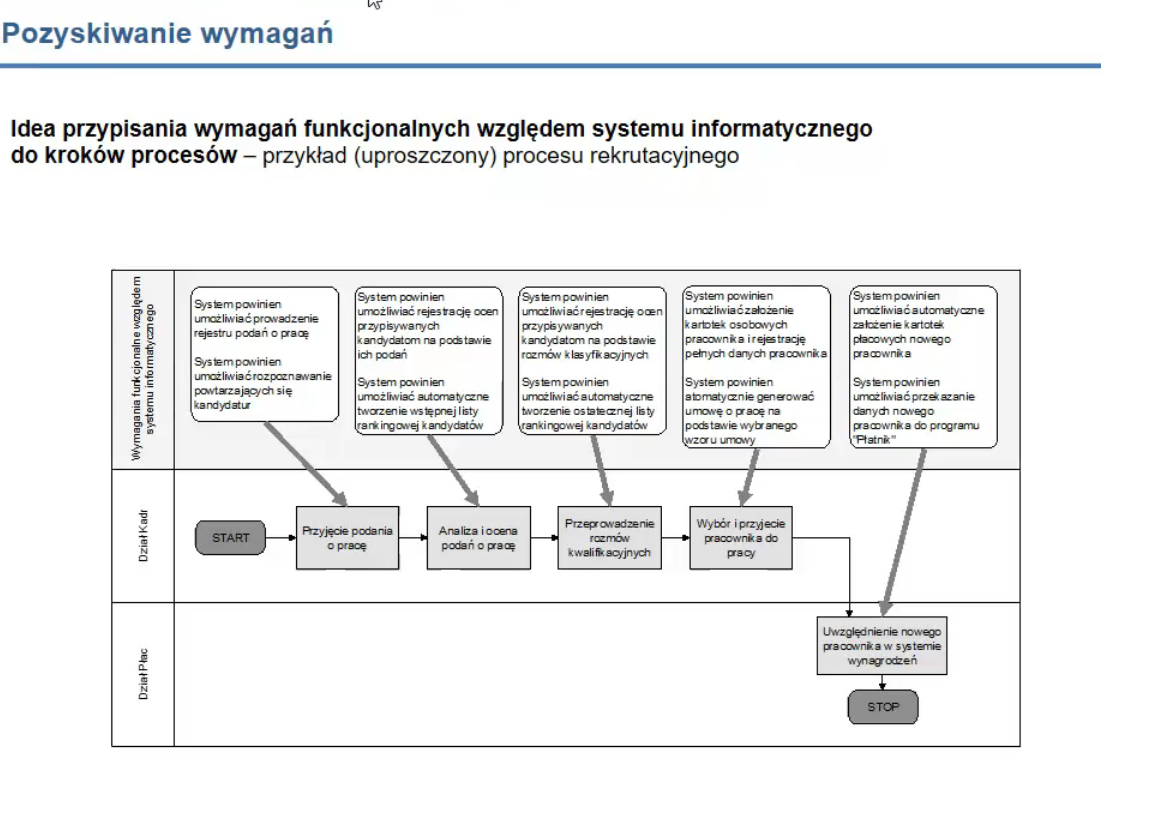 Pozyskiwanie wymagań
Idea przypisania wymagań funkcjonalnych względem systemu informatycznego
do kroków procesów – przykład (uproszczony) procesu rekrutacyjnego
Wymagania funkcjonalne względem
systemu informatycznego
System powinien
umożliwiać prowadzenie
rejestru podań o pracę
System powinien
umożliwiać rozpoznawanie
powtarzających się
kandydatur
System powinien
umożliwiać rejestrację ocen
przypisywanych
kandydatom na podstawie
ich podań
System powinien
umożliwiać automatyczne
tworzenie wstępnej listy
rankingowej kandydatów
System powinien
umożliwiać rejestrację ocen
przypisywanych
kandydatom na podstawie
rozmów klasyfikacyjnych
System powinien
umożliwiać automatyczne
tworzenie ostatecznej listy
rankingowej kandydatów
System powinien
umożliwiać założenie
kartotek osobowych
pracownika i rejestrację
pełnych danych pracownika
System powinien
atomatycznie generować
umowę o pracę na
podstawie wybranego
wzoru umowy
System powinien
umożliwiać automatyczne
założenie kartotek
płacowych nowego
pracownika
System powinien
umożliwiać przekazanie
danych nowego
pracownika do programu
"Płatnik"
Dział Kadr
START
Przyjęcie podania
o pracę
Analiza i ocena
podań o pracę
Przeprowadzenie
rozmów
kwalifikacyjnych
Wybór i przyjecie
pracownika do
pracy
Dział Płac
Uwzględnienie nowego
pracownika w systemie
wynagrodzeń
STOP